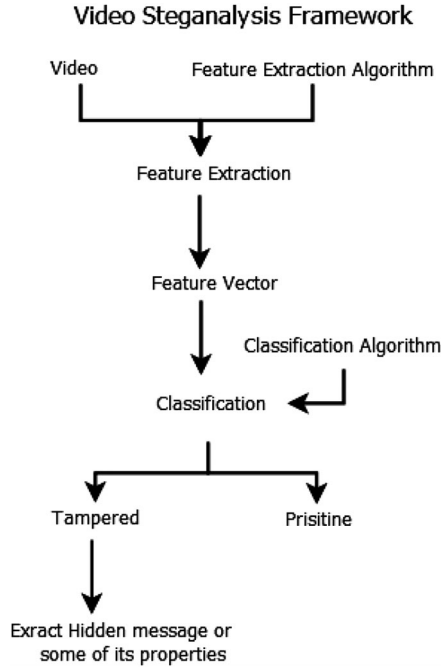 Video Steganalysis Framework
Video
Feature Extraction Algorithm
Feature Extraction
Feature Vector
Classification Algorithm
Classification
Tampered
Prisitine
Exract Hidden message or
some of its properties